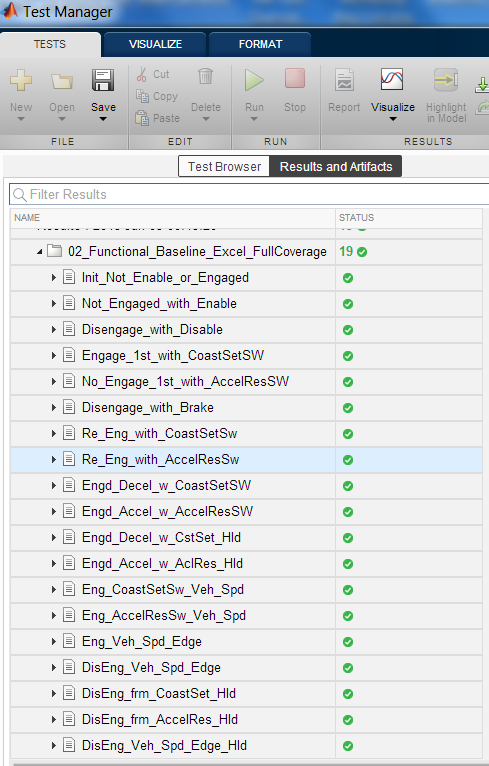 Test Manager
TESTS VISUALIZE FORMAT
New Open Save Cut Copy Paste Delete Run Stop Report Visualize Highlight in Model
FILE EDIT RUN RESULTS
Test Browser Results and Artifacts
Filter Results
NAME STATUS
02_Functional_Baseline_Excel_FullCoverage 19
Init_Not_Enable_or_Engaged
Not_Engaged_with_Enable
Disengage_with_Disable
Engage_1st_with_CoastSetSW
No_Engage_1st_with_AccelResSW
Disengage_with_Brake
Re_Eng_with_CoastSetSw
Re_Eng_with_AccelResSw
Engd_Decel_w_CoastSetSW
Engd_Accel_w_AccelResSW
Engd_Decel_w_CstSet_Hld
Engd_Accel_w_AclRes_Hld
Eng_CoastSetSw_Veh_Spd
Eng_AccelResSw_Veh_Spd
Eng_Veh_Spd_Edge
DisEng_Veh_Spd_Edge
DisEng_frm_CoastSet_Hld
DisEng_frm_AccelRes_Hld
DisEng_Veh_Spd_Edge_Hld